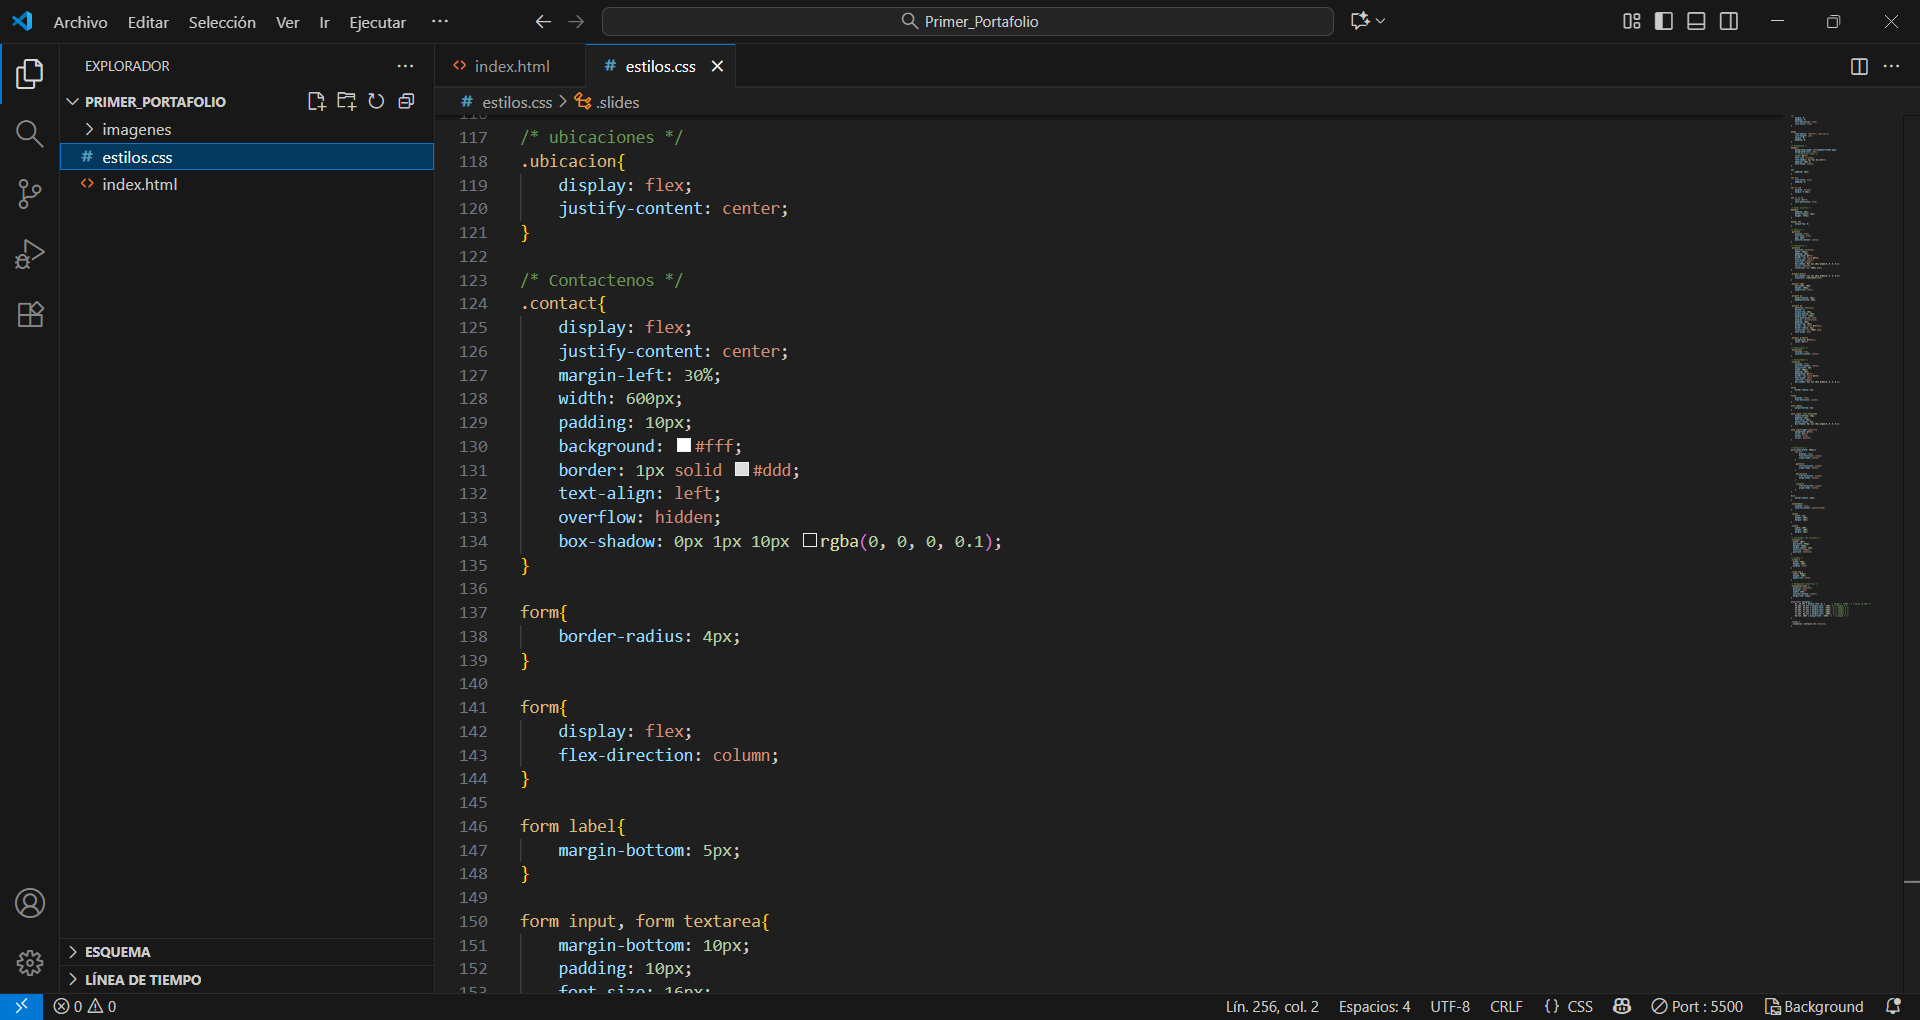 Archivo Editar Selección Ver Ir Ejecutar ···
Primer_Portafolio
EXPLORADOR
PRIMER_PORTAFOLIO
imagenes
# estilos.css
<> index.html
ESQUEMA
LÍNEA DE TIEMPO
<> index.html
# estilos.css
# estilos.css > .slides
116
117 /* ubicaciones */
118 .ubicacion{
119 display: flex;
120 justify-content: center;
121 }
122
123 /* Contactenos */
124 .contact{
125 display: flex;
126 justify-content: center;
127 margin-left: 30%;
128 width: 600px;
129 padding: 10px;
130 background: #fff;
131 border: 1px solid #ddd;
132 text-align: left;
133 overflow: hidden;
134 box-shadow: 0px 1px 10px rgba(0, 0, 0, 0.1);
135 }
136
137 form{
138 border-radius: 4px;
139 }
140
141 form{
142 display: flex;
143 flex-direction: column;
144 }
145
146 form label{
147 margin-bottom: 5px;
148 }
149
150 form input, form textarea{
151 margin-bottom: 10px;
152 padding: 10px;
153 font-size: 16px;
0 0
Lín. 256, col. 2 Espacios: 4 UTF-8 CRLF {} CSS Port : 5500 Background